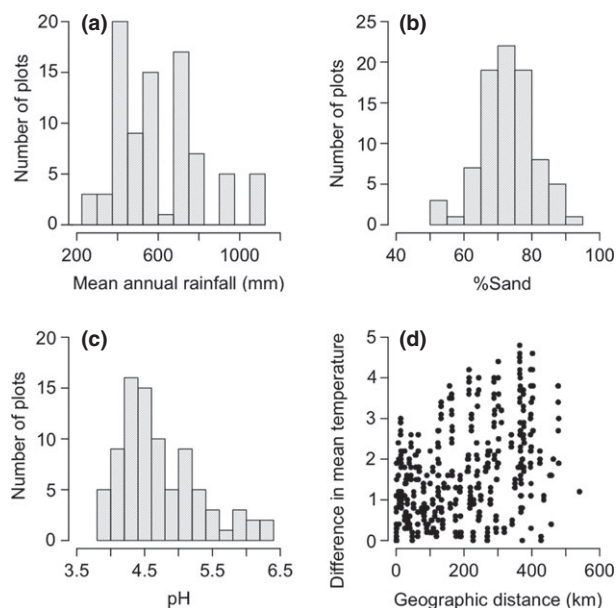 (a)
Number of plots
20
15
10
5
0
200 600 1000
Mean annual rainfall (mm)
(b)
Number of plots
25
20
15
10
5
0
40 60 80 100
%Sand
(c)
Number of plots
20
15
10
5
0
3.5 4.5 5.5 6.5
pH
(d)
Difference in mean temperature
5
4
3
2
1
0
0 200 400 600
Geographic distance (km)